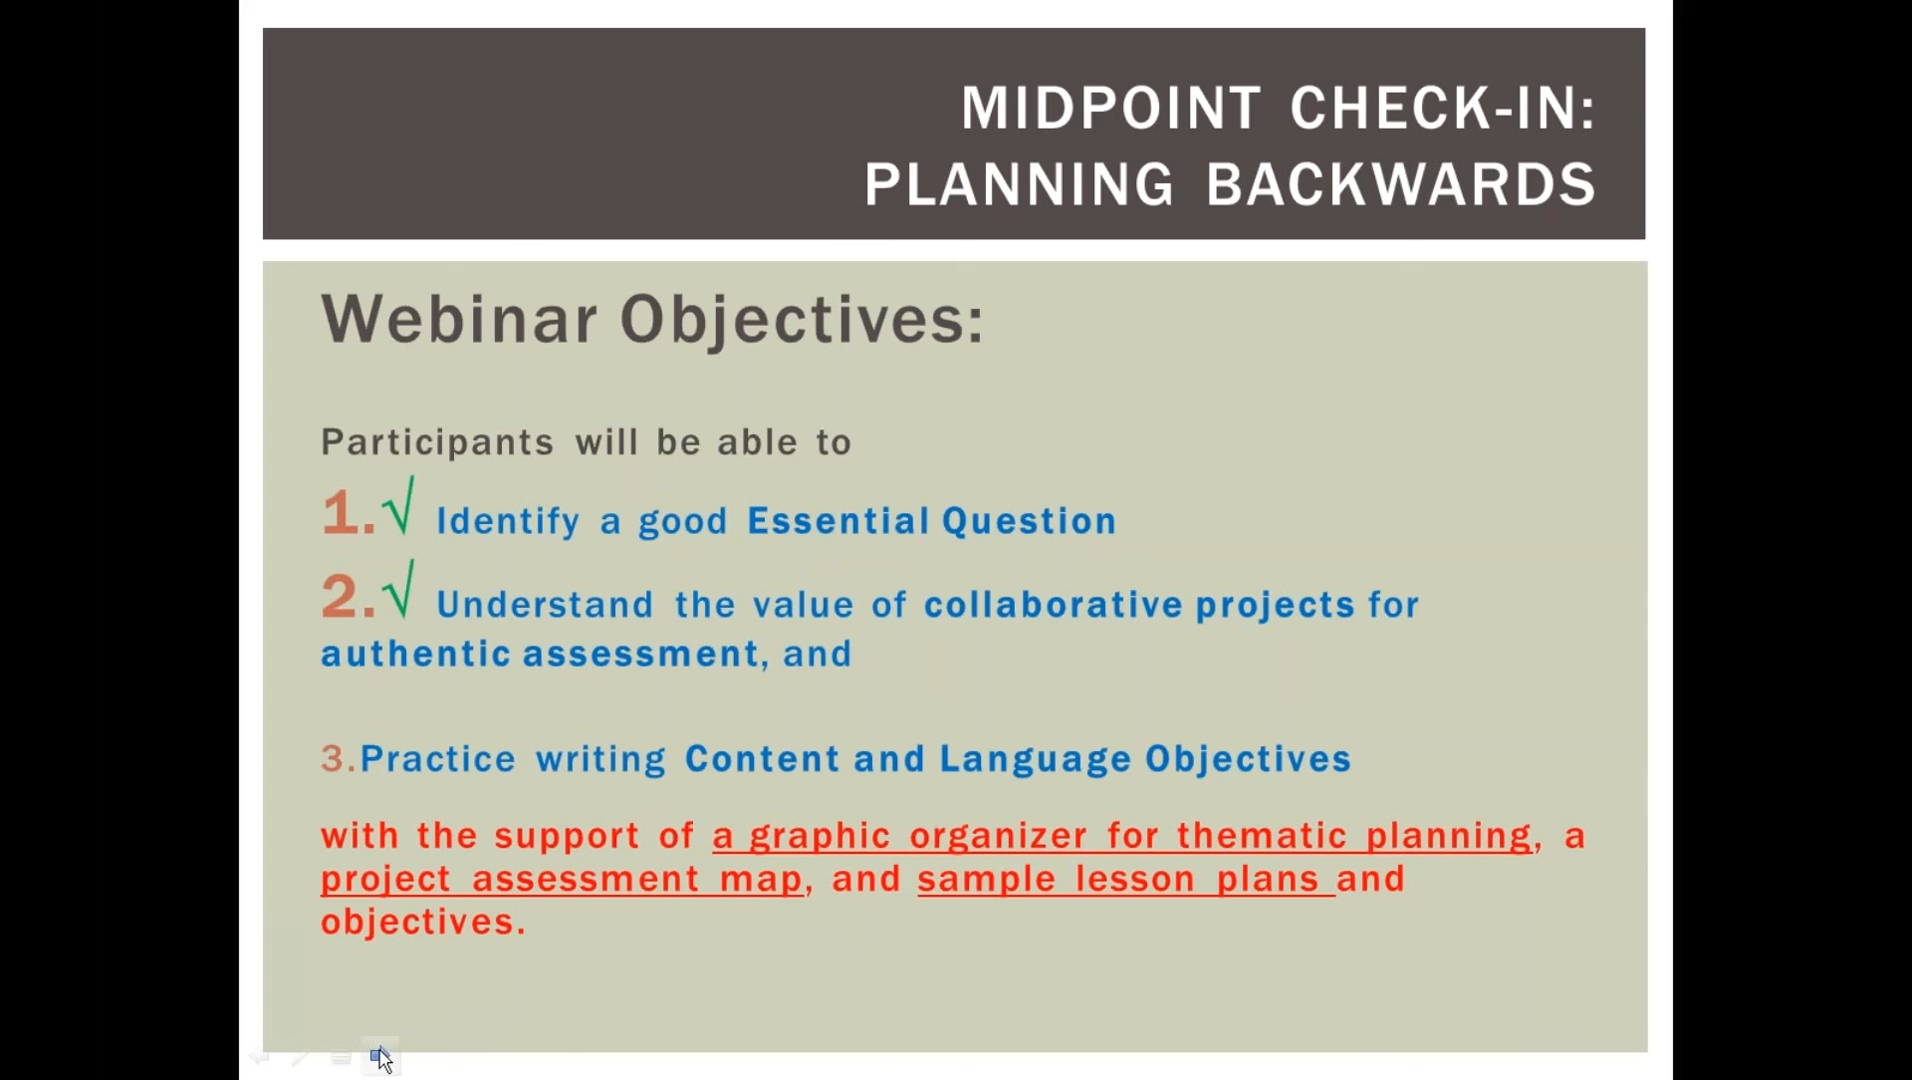 MIDPOINT CHECK-IN:
PLANNING BACKWARDS
Webinar Objectives:
Participants will be able to
1.√ Identify a good Essential Question
2.√ Understand the value of collaborative projects for
authentic assessment, and
3.Practice writing Content and Language Objectives
with the support of a graphic organizer for thematic planning, a
project assessment map, and sample lesson plans and
objectives.